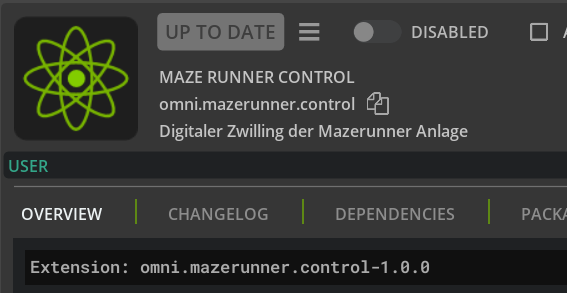 UP TO DATE DISABLED
MAZE RUNNER CONTROL
omni.mazerunner.control
Digitaler Zwilling der Mazerunner Anlage
USER
OVERVIEW CHANGELOG DEPENDENCIES
Extension: omni.mazerunner.control-1.0.0